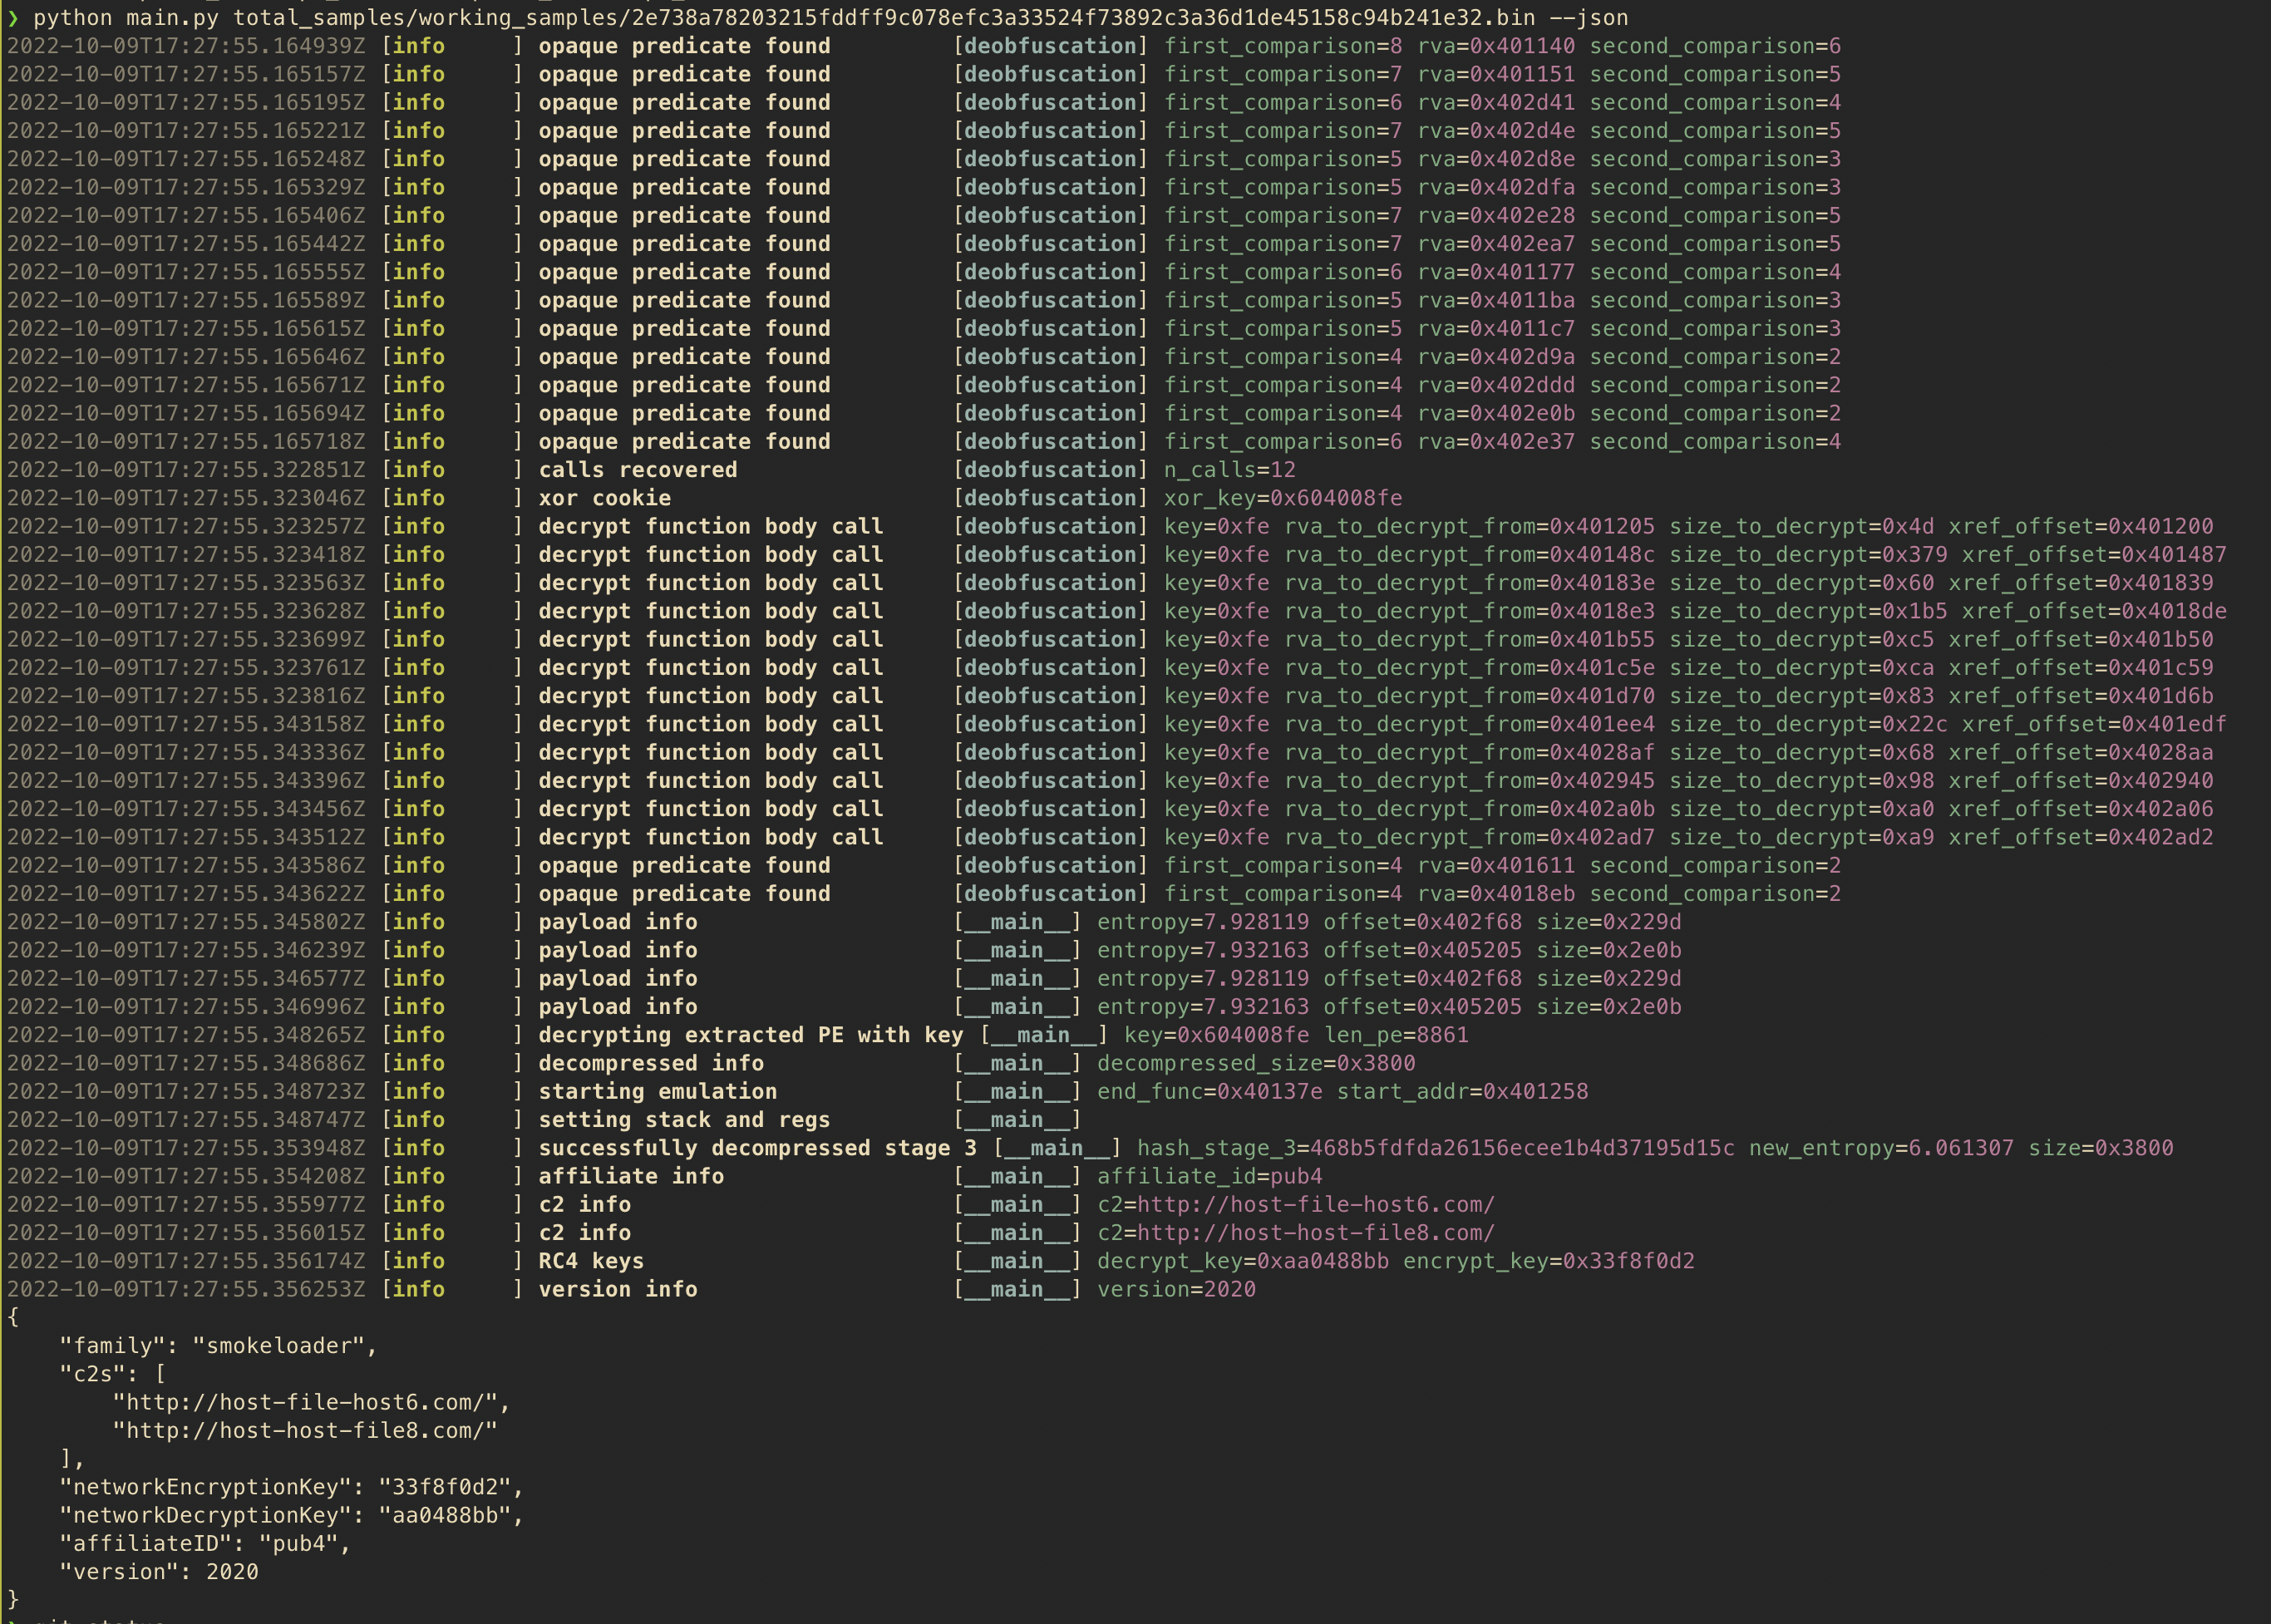 ❯ python main.py total_samples/working_samples/2e738a78203215fddff9c078efc3a33524f73892c3a36d1de45158c94b241e32.bin --json
2022-10-09T17:27:55.164939Z [info     ] opaque predicate found         [deobfuscation] first_comparison=8 rva=0x401140 second_comparison=6
2022-10-09T17:27:55.165157Z [info     ] opaque predicate found         [deobfuscation] first_comparison=7 rva=0x401151 second_comparison=5
2022-10-09T17:27:55.165195Z [info     ] opaque predicate found         [deobfuscation] first_comparison=6 rva=0x402d41 second_comparison=4
2022-10-09T17:27:55.165221Z [info     ] opaque predicate found         [deobfuscation] first_comparison=7 rva=0x402d4e second_comparison=5
2022-10-09T17:27:55.165248Z [info     ] opaque predicate found         [deobfuscation] first_comparison=5 rva=0x402d8e second_comparison=3
2022-10-09T17:27:55.165329Z [info     ] opaque predicate found         [deobfuscation] first_comparison=5 rva=0x402dfa second_comparison=3
2022-10-09T17:27:55.165406Z [info     ] opaque predicate found         [deobfuscation] first_comparison=7 rva=0x402e28 second_comparison=5
2022-10-09T17:27:55.165442Z [info     ] opaque predicate found         [deobfuscation] first_comparison=7 rva=0x402ea7 second_comparison=5
2022-10-09T17:27:55.165555Z [info     ] opaque predicate found         [deobfuscation] first_comparison=6 rva=0x401177 second_comparison=4
2022-10-09T17:27:55.165589Z [info     ] opaque predicate found         [deobfuscation] first_comparison=5 rva=0x4011ba second_comparison=3
2022-10-09T17:27:55.165615Z [info     ] opaque predicate found         [deobfuscation] first_comparison=5 rva=0x4011c7 second_comparison=3
2022-10-09T17:27:55.165646Z [info     ] opaque predicate found         [deobfuscation] first_comparison=4 rva=0x402d9a second_comparison=2
2022-10-09T17:27:55.165671Z [info     ] opaque predicate found         [deobfuscation] first_comparison=4 rva=0x402ddd second_comparison=2
2022-10-09T17:27:55.165694Z [info     ] opaque predicate found         [deobfuscation] first_comparison=4 rva=0x402e0b second_comparison=2
2022-10-09T17:27:55.165718Z [info     ] opaque predicate found         [deobfuscation] first_comparison=6 rva=0x402e37 second_comparison=4
2022-10-09T17:27:55.322851Z [info     ] calls recovered                [deobfuscation] n_calls=12
2022-10-09T17:27:55.323046Z [info     ] xor cookie                     [deobfuscation] xor_key=0x604008fe
2022-10-09T17:27:55.323257Z [info     ] decrypt function body call     [deobfuscation] key=0xfe rva_to_decrypt_from=0x401205 size_to_decrypt=0x4d xref_offset=0x401200
2022-10-09T17:27:55.323418Z [info     ] decrypt function body call     [deobfuscation] key=0xfe rva_to_decrypt_from=0x40148c size_to_decrypt=0x379 xref_offset=0x401487
2022-10-09T17:27:55.323563Z [info     ] decrypt function body call     [deobfuscation] key=0xfe rva_to_decrypt_from=0x40183e size_to_decrypt=0x60 xref_offset=0x401839
2022-10-09T17:27:55.323628Z [info     ] decrypt function body call     [deobfuscation] key=0xfe rva_to_decrypt_from=0x4018e3 size_to_decrypt=0x1b5 xref_offset=0x4018de
2022-10-09T17:27:55.323699Z [info     ] decrypt function body call     [deobfuscation] key=0xfe rva_to_decrypt_from=0x401b55 size_to_decrypt=0xc5 xref_offset=0x401b50
2022-10-09T17:27:55.323761Z [info     ] decrypt function body call     [deobfuscation] key=0xfe rva_to_decrypt_from=0x401c5e size_to_decrypt=0xca xref_offset=0x401c59
2022-10-09T17:27:55.323816Z [info     ] decrypt function body call     [deobfuscation] key=0xfe rva_to_decrypt_from=0x401d70 size_to_decrypt=0x83 xref_offset=0x401d6b
2022-10-09T17:27:55.343158Z [info     ] decrypt function body call     [deobfuscation] key=0xfe rva_to_decrypt_from=0x401ee4 size_to_decrypt=0x22c xref_offset=0x401edf
2022-10-09T17:27:55.343336Z [info     ] decrypt function body call     [deobfuscation] key=0xfe rva_to_decrypt_from=0x4028af size_to_decrypt=0x68 xref_offset=0x4028aa
2022-10-09T17:27:55.343396Z [info     ] decrypt function body call     [deobfuscation] key=0xfe rva_to_decrypt_from=0x402945 size_to_decrypt=0x98 xref_offset=0x402940
2022-10-09T17:27:55.343456Z [info     ] decrypt function body call     [deobfuscation] key=0xfe rva_to_decrypt_from=0x402a0b size_to_decrypt=0xa0 xref_offset=0x402a06
2022-10-09T17:27:55.343512Z [info     ] decrypt function body call     [deobfuscation] key=0xfe rva_to_decrypt_from=0x402ad7 size_to_decrypt=0xa9 xref_offset=0x402ad2
2022-10-09T17:27:55.343586Z [info     ] opaque predicate found         [deobfuscation] first_comparison=4 rva=0x401611 second_comparison=2
2022-10-09T17:27:55.343622Z [info     ] opaque predicate found         [deobfuscation] first_comparison=4 rva=0x4018eb second_comparison=2
2022-10-09T17:27:55.345802Z [info     ] payload info                   [__main__] entropy=7.928119 offset=0x402f68 size=0x229d
2022-10-09T17:27:55.346239Z [info     ] payload info                   [__main__] entropy=7.932163 offset=0x405205 size=0x2e0b
2022-10-09T17:27:55.346577Z [info     ] payload info                   [__main__] entropy=7.928119 offset=0x402f68 size=0x229d
2022-10-09T17:27:55.346996Z [info     ] payload info                   [__main__] entropy=7.932163 offset=0x405205 size=0x2e0b
2022-10-09T17:27:55.348265Z [info     ] decrypting extracted PE with key [__main__] key=0x604008fe len_pe=8861
2022-10-09T17:27:55.348686Z [info     ] decompressed info              [__main__] decompressed_size=0x3800
2022-10-09T17:27:55.348723Z [info     ] starting emulation             [__main__] end_func=0x40137e start_addr=0x401258
2022-10-09T17:27:55.348747Z [info     ] setting stack and regs         [__main__]
2022-10-09T17:27:55.353948Z [info     ] successfully decompressed stage 3 [__main__] hash_stage_3=468b5fdfda26156ecee1b4d37195d15c new_entropy=6.061307 size=0x3800
2022-10-09T17:27:55.354208Z [info     ] affiliate info                 [__main__] affiliate_id=pub4
2022-10-09T17:27:55.355977Z [info     ] c2 info                        [__main__] c2=http://host-file-host6.com/
2022-10-09T17:27:55.356015Z [info     ] c2 info                        [__main__] c2=http://host-host-file8.com/
2022-10-09T17:27:55.356174Z [info     ] RC4 keys                       [__main__] decrypt_key=0xaa0488bb encrypt_key=0x33f8f0d2
2022-10-09T17:27:55.356253Z [info     ] version info                   [__main__] version=2020
{
    "family": "smokeloader",
    "c2s": [
        "http://host-file-host6.com/",
        "http://host-host-file8.com/"
    ],
    "networkEncryptionKey": "33f8f0d2",
    "networkDecryptionKey": "aa0488bb",
    "affiliateID": "pub4",
    "version": 2020
}